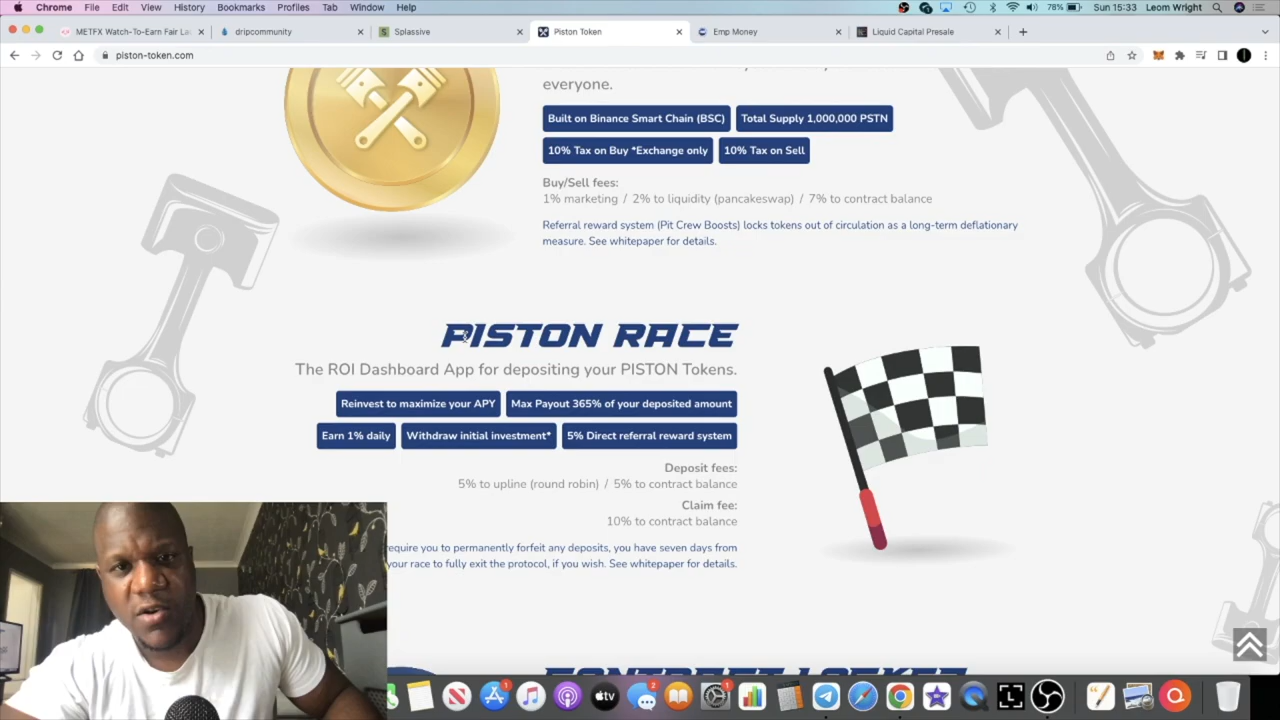 Chrome File Edit View History Bookmarks Profiles Tab Window Help 78% Sun 15:33 Leom Wright
METFX Watch-To-Earn Fair La dripcommunity Splassive Piston Token Emp Money Liquid Capital Presale
piston-token.com
everyone.
Built on Binance Smart Chain (BSC) Total Supply 1,000,000 PSTN
10% Tax on Buy *Exchange only 10% Tax on Sell
Buy/Sell fees:
1% marketing / 2% to liquidity (pancakeswap) / 7% to contract balance
Referral reward system (Pit Crew Boosts) locks tokens out of circulation as a long-term deflationary
measure. See whitepaper for details.
PISTON RACE
The ROI Dashboard App for depositing your PISTON Tokens.
Reinvest to maximize your APY Max Payout 365% of your deposited amount
Earn 1% daily Withdraw initial investment* 5% Direct referral reward system
Deposit fees:
5% to upline (round robin) / 5% to contract balance
Claim fee:
10% to contract balance
equire you to permanently forfeit any deposits, you have seven days from
your race to fully exit the protocol, if you wish. See whitepaper for details.
tv